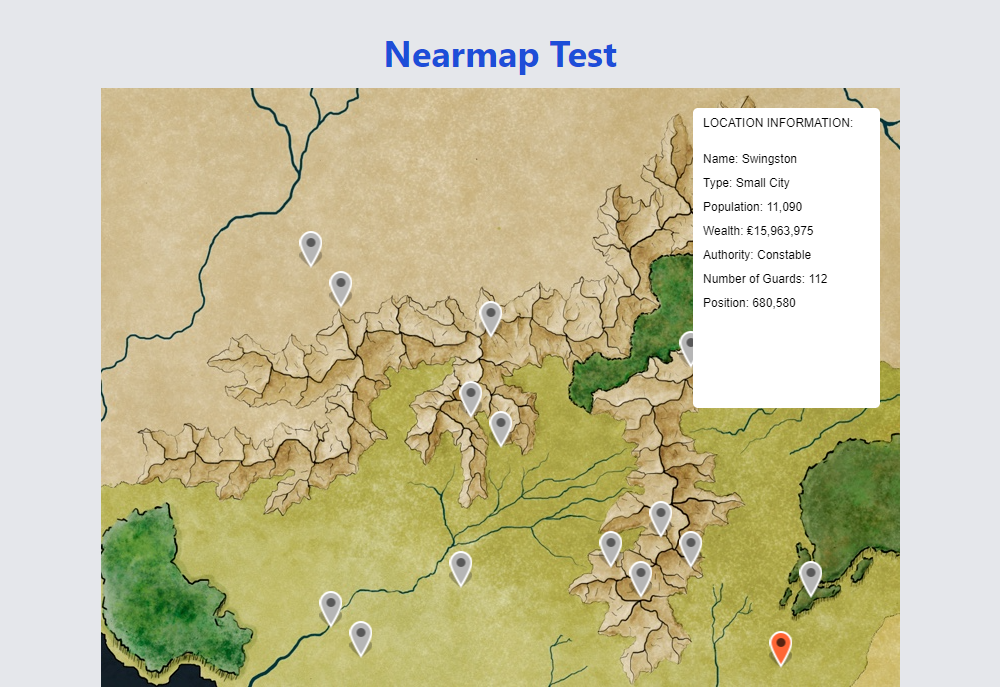 Nearmap Test
LOCATION INFORMATION:
Name: Swingston
Type: Small City
Population: 11,090
Wealth: ₤15,963,975
Authority: Constable
Number of Guards: 112
Position: 680,580